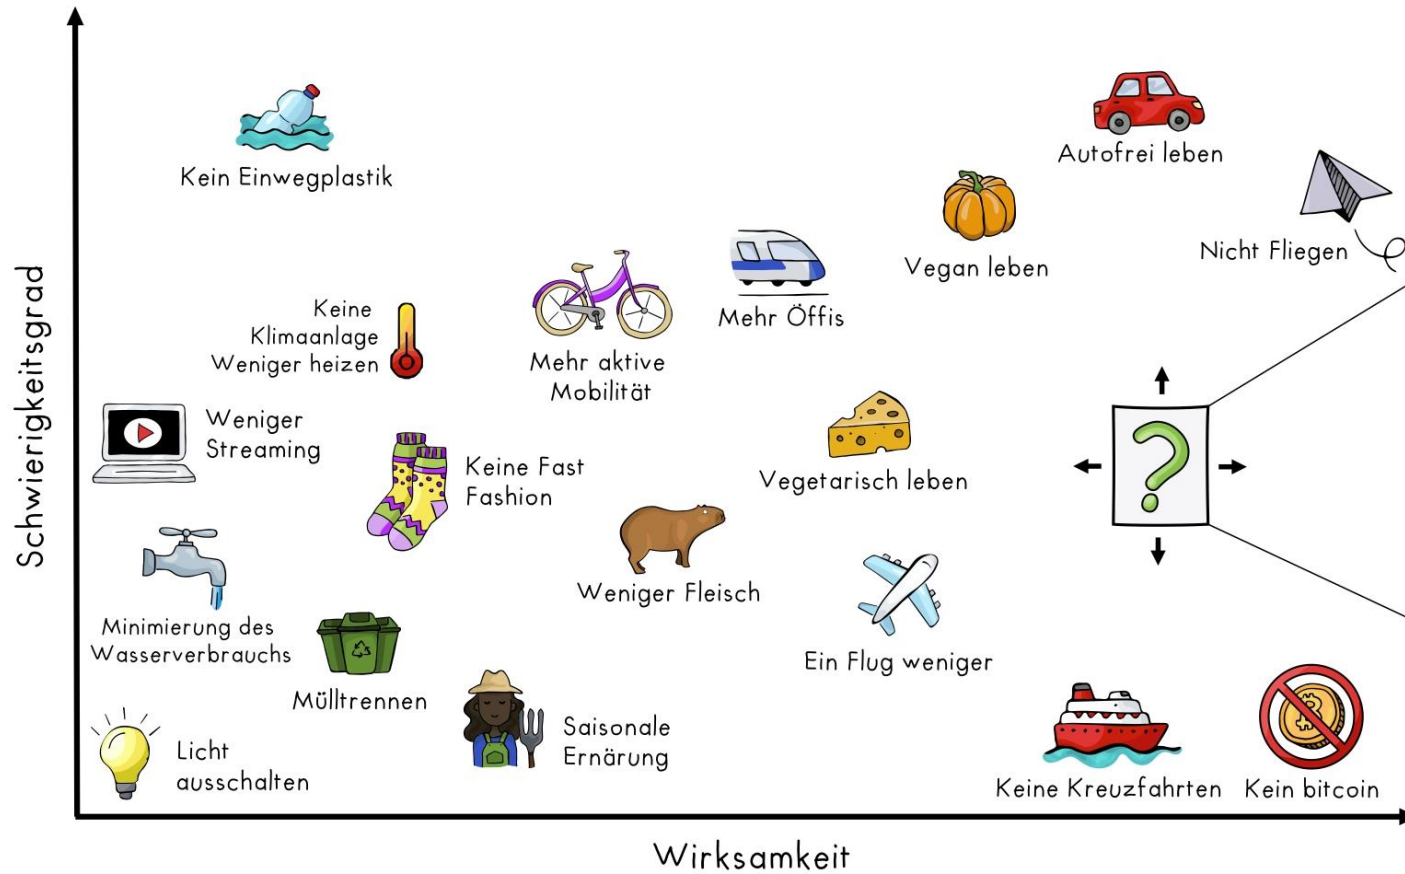 Schwierigkeitsgrad
Kein Einwegplastik
Autofrei leben
Nicht Fliegen
Vegan leben
Mehr Öffis
Keine
Klimaanlage
Weniger heizen
Mehr aktive
Mobilität
Weniger
Streaming
Keine Fast
Fashion
Vegetarisch leben
?
Weniger Fleisch
Minimierung des
Wasserverbrauchs
Mülltrennen
Ein Flug weniger
Saisonale
Ernärung
Licht
ausschalten
Keine Kreuzfahrten
B
Kein bitcoin
Wirksamkeit